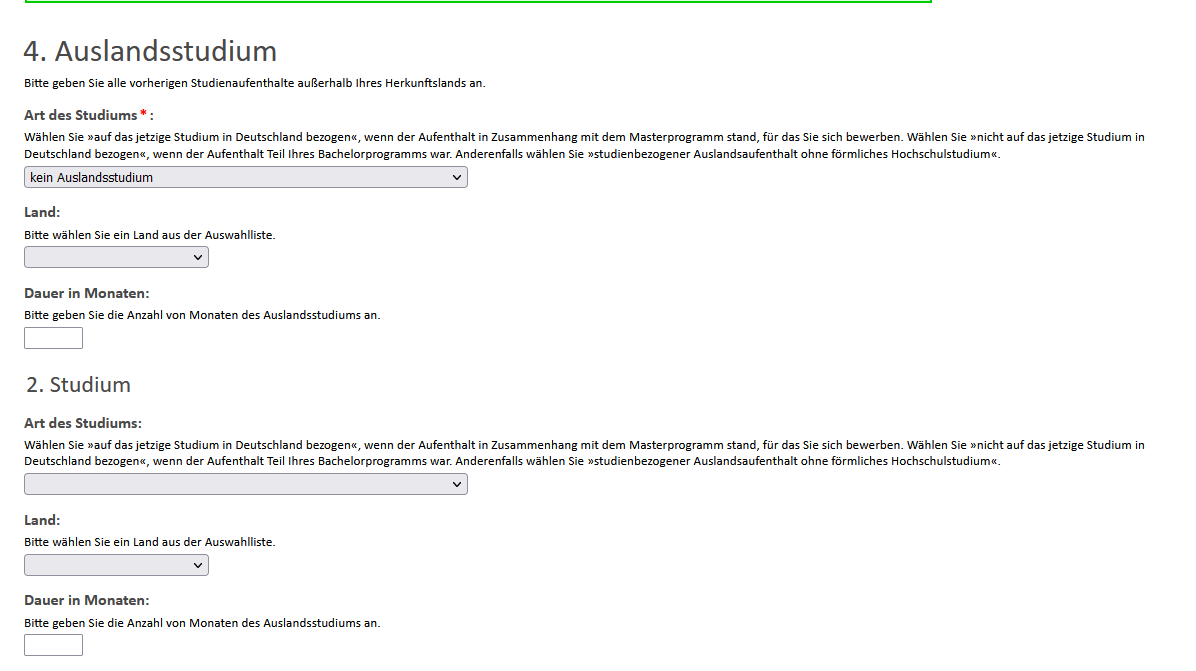 4. Auslandsstudium
Bitte geben Sie alle vorherigen Studienaufenthalte außerhalb Ihres Herkunftslands an.
Art des Studiums * :
Wählen Sie »auf das jetzige Studium in Deutschland bezogen«, wenn der Aufenthalt in Zusammenhang mit dem Masterprogramm stand, für das Sie sich bewerben. Wählen Sie »nicht auf das jetzige Studium in
Deutschland bezogen«, wenn der Aufenthalt Teil Ihres Bachelorprogramms war. Anderenfalls wählen Sie »studienbezogener Auslandsaufenthalt ohne förmliches Hochschulstudium«.
kein Auslandsstudium
Land:
Bitte wählen Sie ein Land aus der Auswahlliste.
Dauer in Monaten:
Bitte geben Sie die Anzahl von Monaten des Auslandsstudiums an.
2. Studium
Art des Studiums:
Wählen Sie »auf das jetzige Studium in Deutschland bezogen«, wenn der Aufenthalt in Zusammenhang mit dem Masterprogramm stand, für das Sie sich bewerben. Wählen Sie »nicht auf das jetzige Studium in
Deutschland bezogen«, wenn der Aufenthalt Teil Ihres Bachelorprogramms war. Anderenfalls wählen Sie »studienbezogener Auslandsaufenthalt ohne förmliches Hochschulstudium«.
Land:
Bitte wählen Sie ein Land aus der Auswahlliste.
Dauer in Monaten:
Bitte geben Sie die Anzahl von Monaten des Auslandsstudiums an.